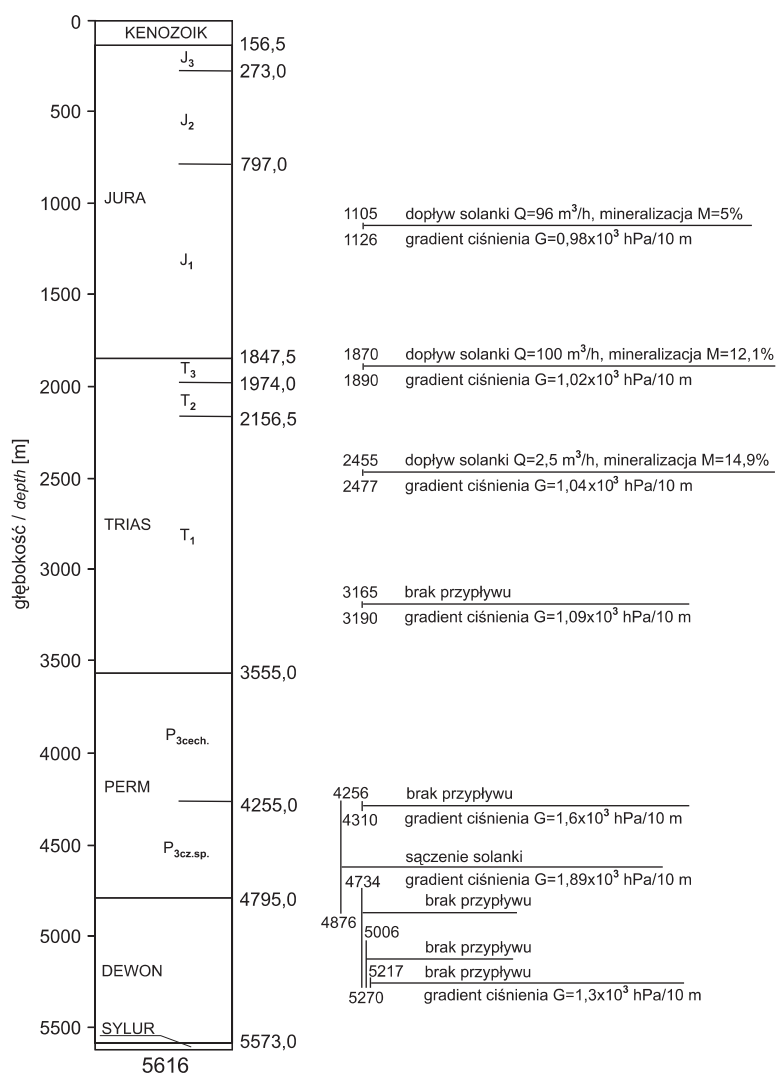 0
KENOZOIK
156,5
J3
273,0
500
J2
797,0
JURA
1000
1105 dopływ solanki Q=96 m³/h, mineralizacja M=5%
1126 gradient ciśnienia G=0,98x10³ hPa/10 m
J1
1500
1847,5
1870 dopływ solanki Q=100 m³/h, mineralizacja M=12,1%
1890 gradient ciśnienia G=1,02x10³ hPa/10 m
T3
1974,0
2000
T2
2156,5
głębokość / depth [m]
2455 dopływ solanki Q=2,5 m³/h, mineralizacja M=14,9%
2477 gradient ciśnienia G=1,04x10³ hPa/10 m
2500
TRIAS
T1
3000
3165 brak przypływu
3190 gradient ciśnienia G=1,09x10³ hPa/10 m
3500
3555,0
P3cech.
4000
PERM
4256 brak przypływu
4255,0
4310 gradient ciśnienia G=1,6x10³ hPa/10 m
4500
P3cz.sp.
sączenie solanki
4734 gradient ciśnienia G=1,89x10³ hPa/10 m
4795,0
brak przypływu
4876
5000
5006
brak przypływu
DEWON
5217 brak przypływu
5270 gradient ciśnienia G=1,3x10³ hPa/10 m
5500
SYLUR
5573,0
5616